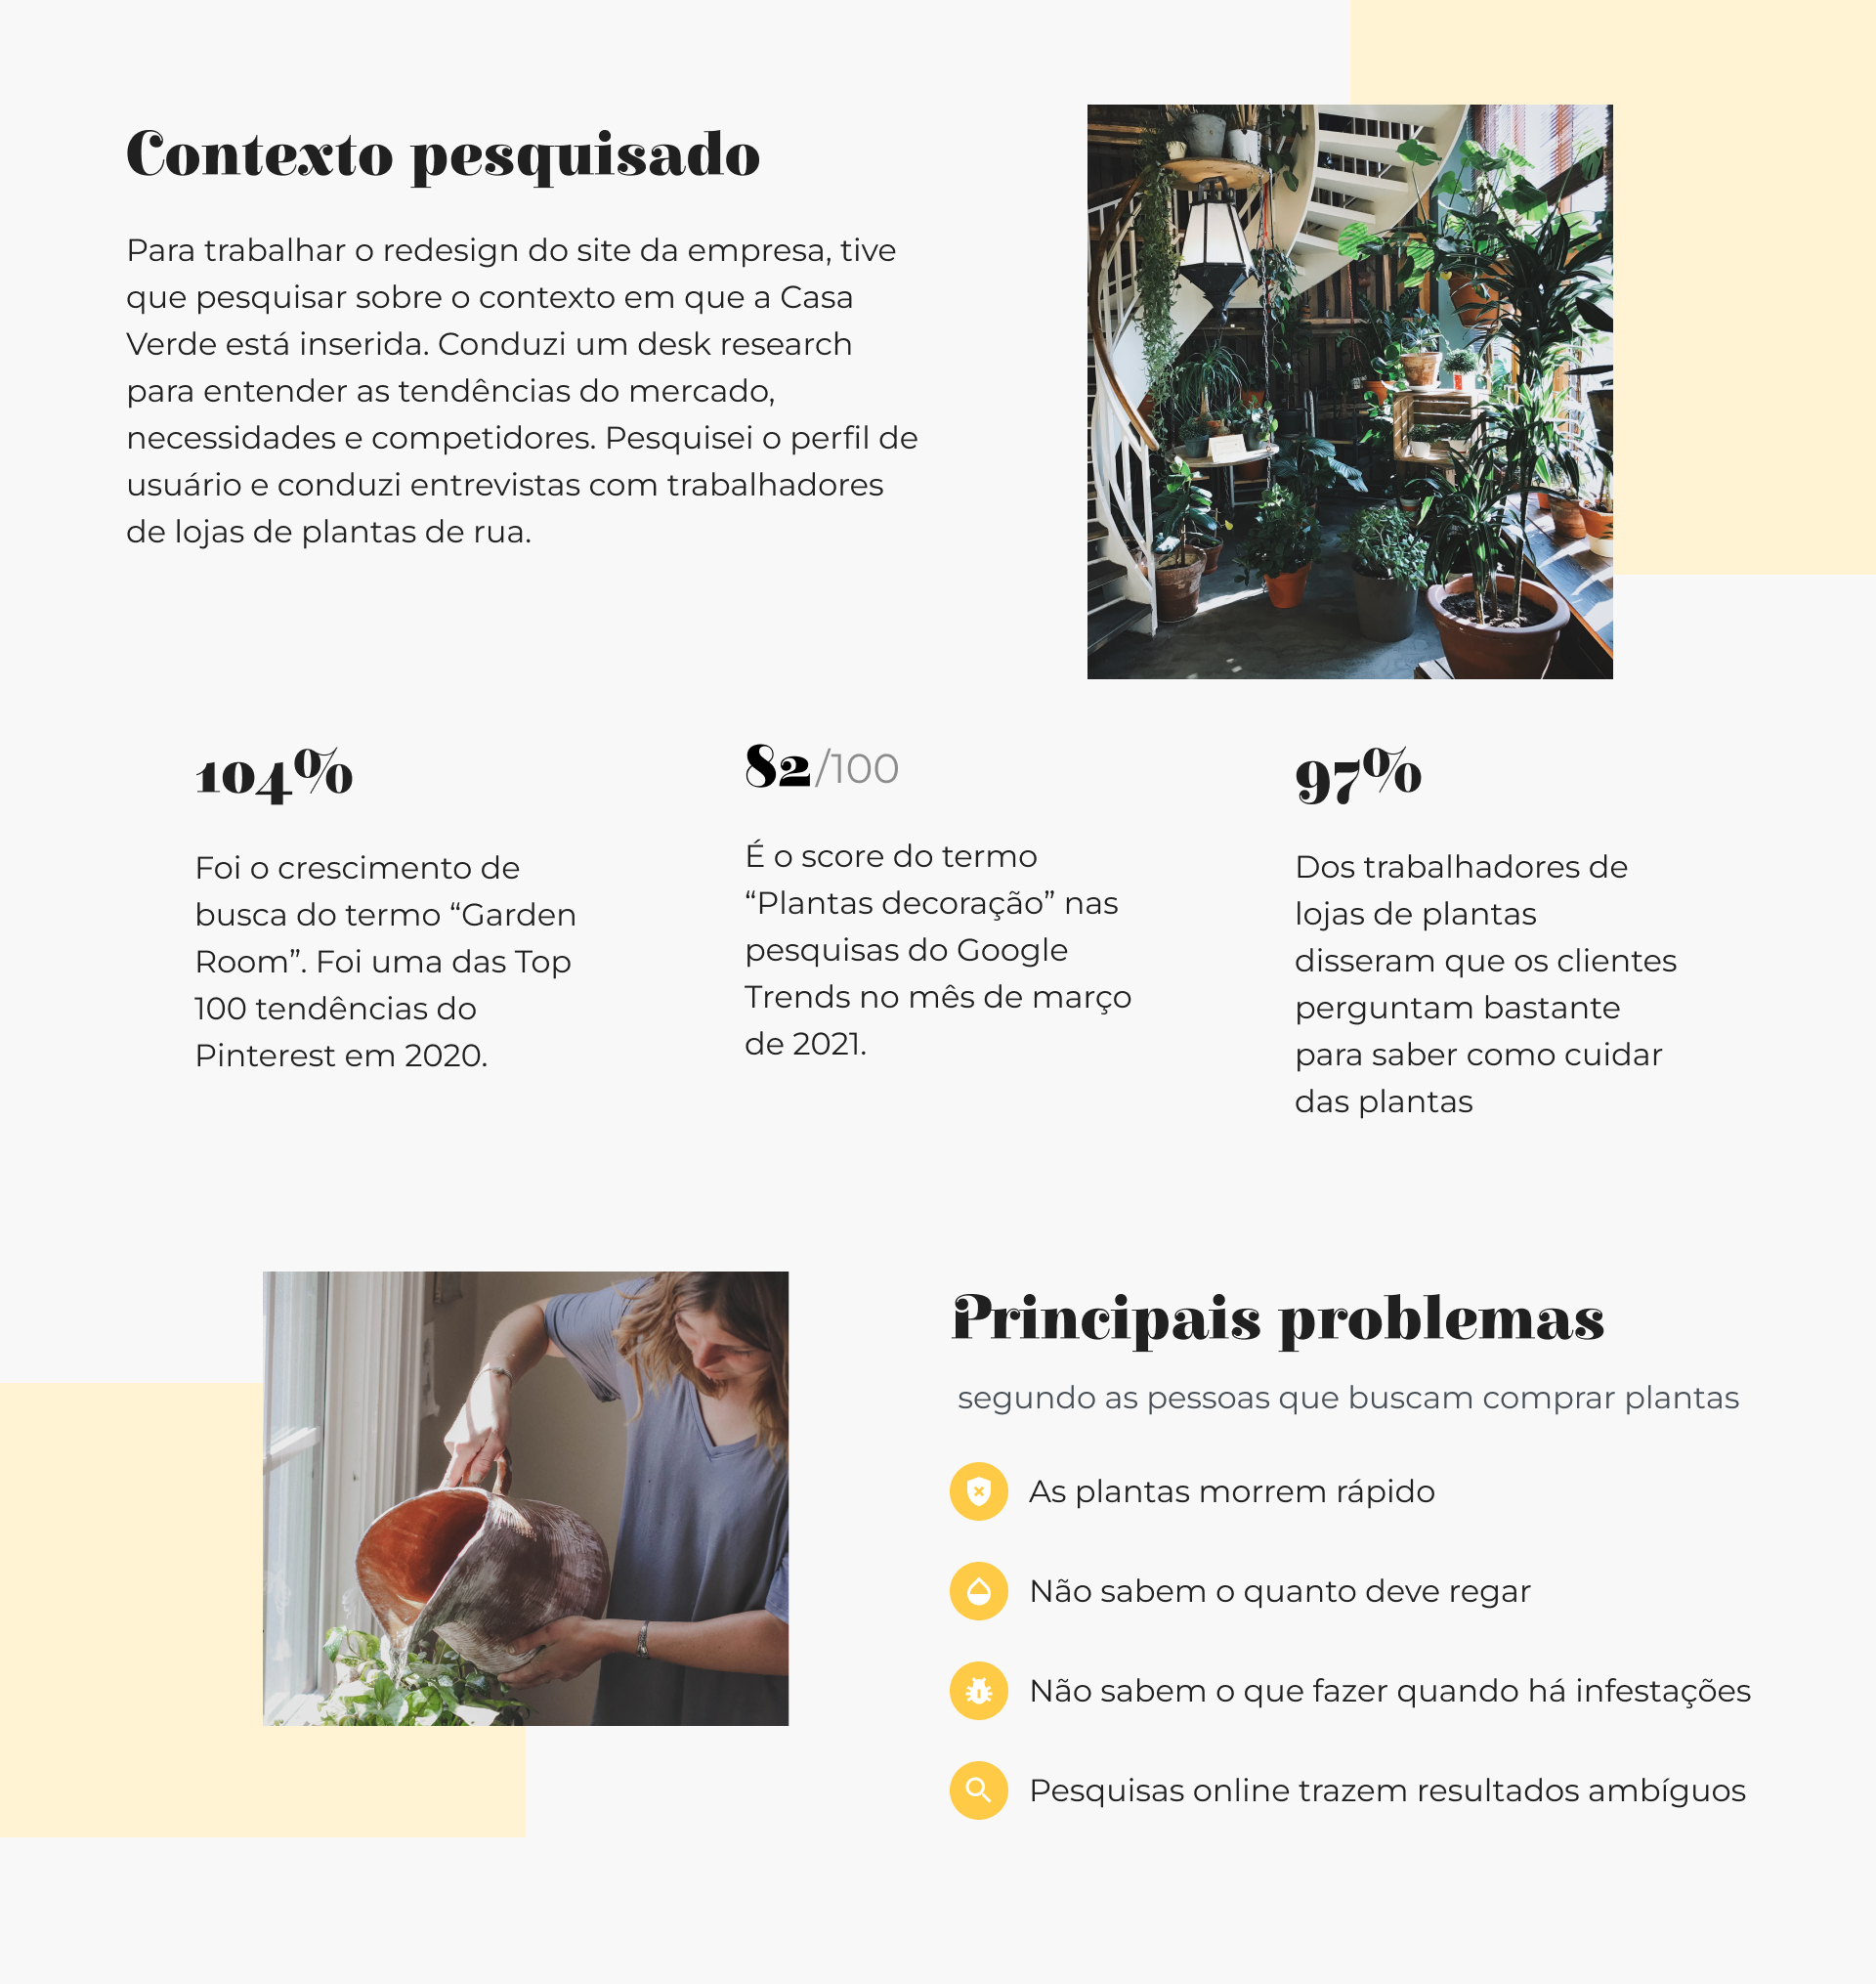 Contexto pesquisado
Para trabalhar o redesign do site da empresa, tive
que pesquisar sobre o contexto em que a Casa
Verde está inserida. Conduzi um desk research
para entender as tendências do mercado,
necessidades e competidores. Pesquisei o perfil de
usuário e conduzi entrevistas com trabalhadores
de lojas de plantas de rua.
104%
Foi o crescimento de
busca do termo “Garden
Room”. Foi uma das Top
100 tendências do
Pinterest em 2020.
82/100
É o score do termo
“Plantas decoração” nas
pesquisas do Google
Trends no mês de março
de 2021.
97%
Dos trabalhadores de
lojas de plantas
disseram que os clientes
perguntam bastante
para saber como cuidar
das plantas
Principais problemas
segundo as pessoas que buscam comprar plantas
As plantas morrem rápido
Não sabem o quanto deve regar
Não sabem o que fazer quando há infestações
Pesquisas online trazem resultados ambíguos